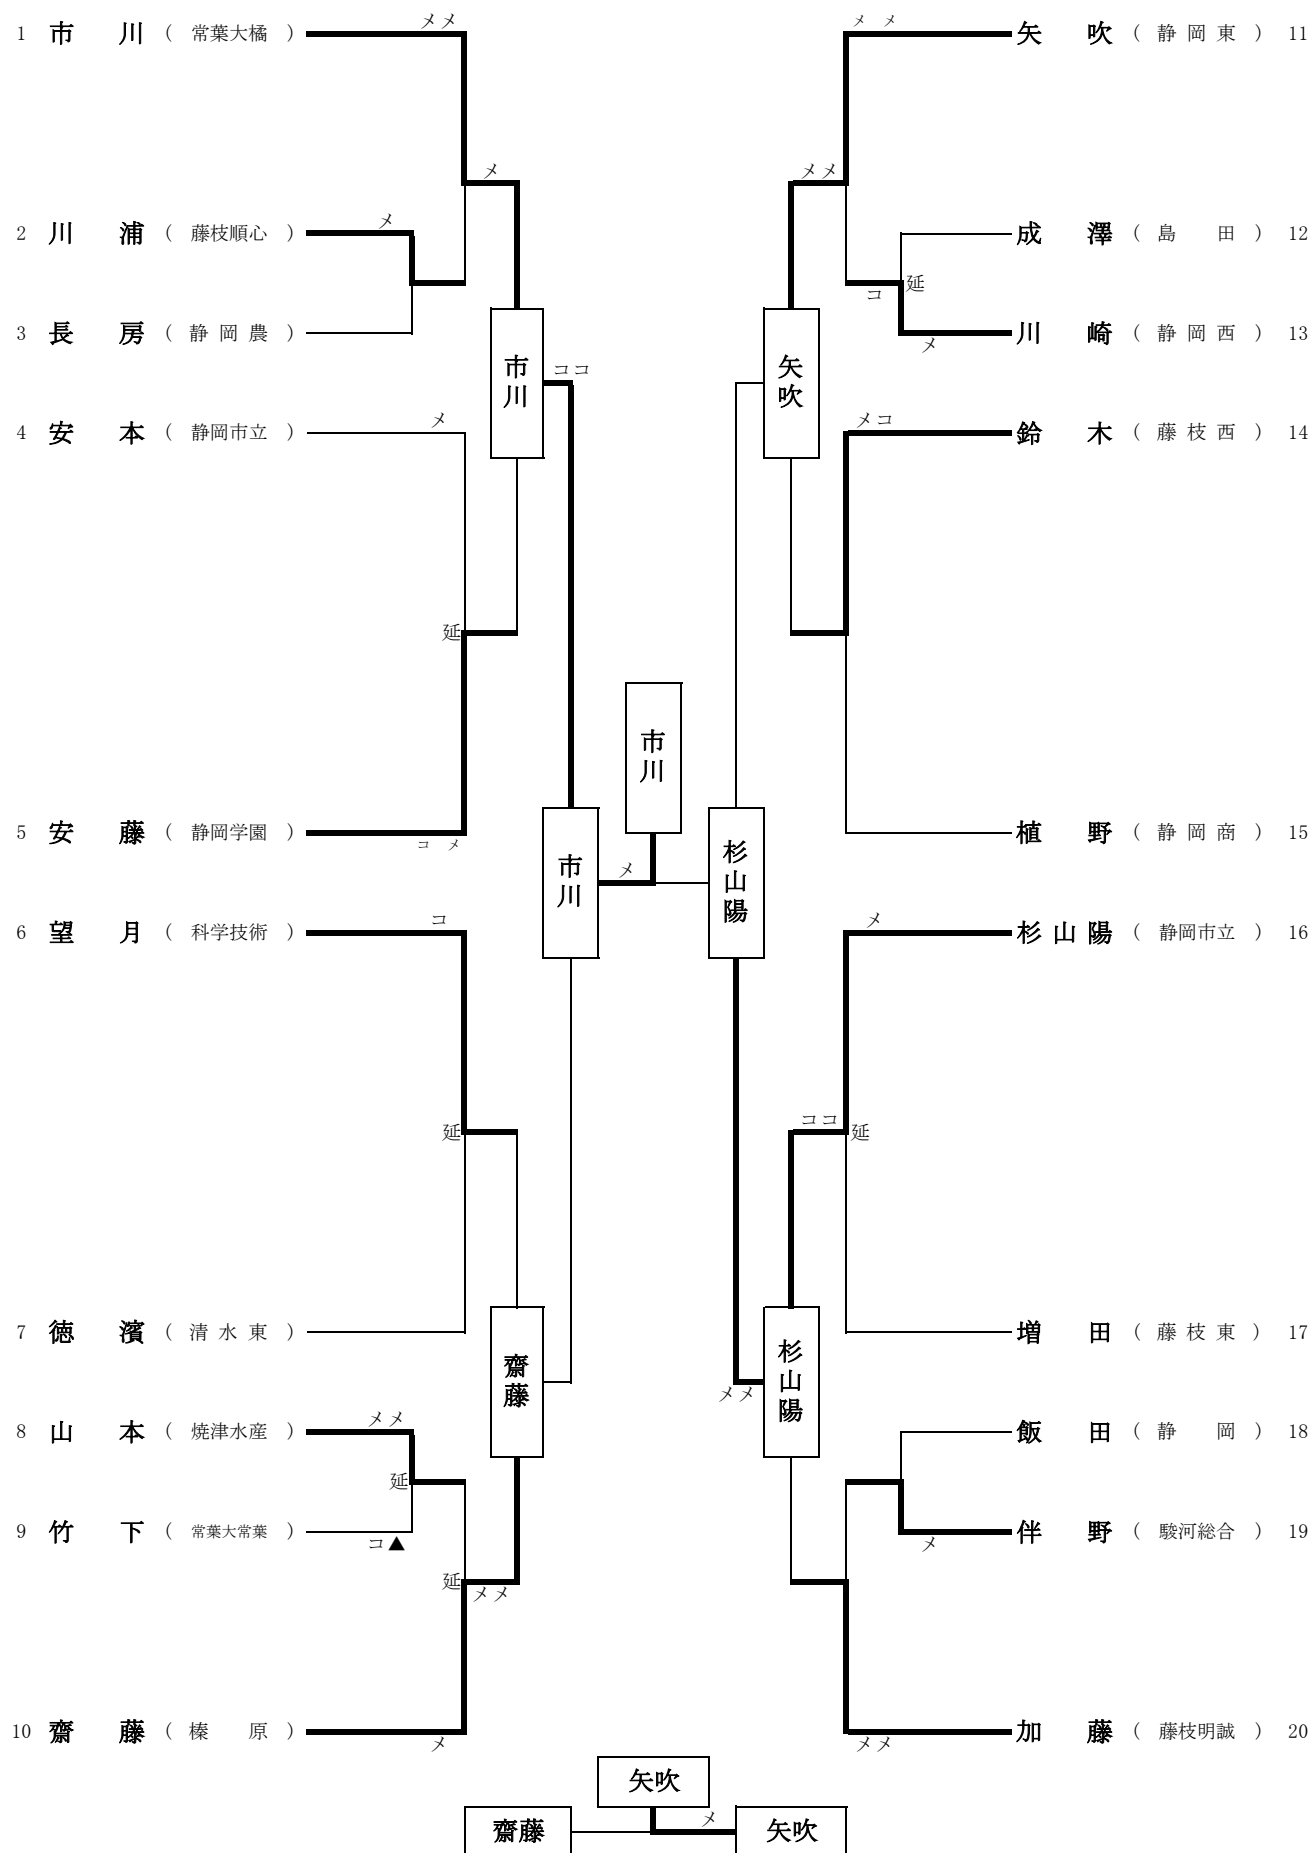 1 市川 （ 常葉大橘 ） メメ
メ
2 川浦 （ 藤枝順心 ） メ
3 長房 （ 静岡農 ）
市川
ココ
4 安本 （ 静岡市立 ） メ
延
5 安藤 （ 静岡学園 ） コメ
市川
市川
メ
杉山陽
6 望月 （ 科学技術 ） コ
延
7 徳濱 （ 清水東 ）
齋藤
8 山本 （ 焼津水産 ） メメ
延
9 竹下 （ 常葉大常葉 ） コ▲
延
メメ
10 齋藤 （ 榛原 ） メ
メメ 矢吹 （ 静岡東 ） 11
メメ
成澤 （ 島田 ） 12
延
コ
メ 川崎 （ 静岡西 ） 13
矢吹
メコ 鈴木 （ 藤枝西 ） 14
植野 （ 静岡商 ） 15
メ 杉山陽 （ 静岡市立 ） 16
ココ
延
増田 （ 藤枝東 ） 17
杉山陽
メメ
飯田 （ 静岡 ） 18
メ 伴野 （ 駿河総合 ） 19
メメ 加藤 （ 藤枝明誠 ） 20
矢吹
メ
齋藤 矢吹